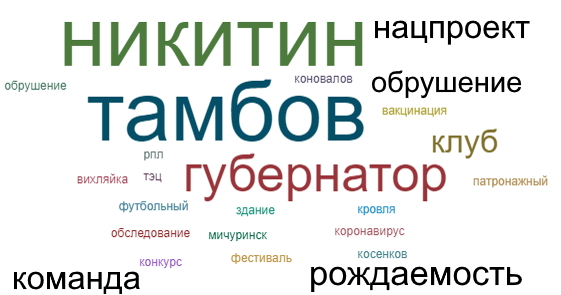 никитин
нацпроект
обрушение
коновалов
обрушение
тамбов
вакцинация
клуб
рпл
губернатор
вихляйка
тэц
патронажный
футбольный
здание
кровля
обследование
мичуринск
коронавирус
конкурс
фестиваль
косенков
команда
рождаемость